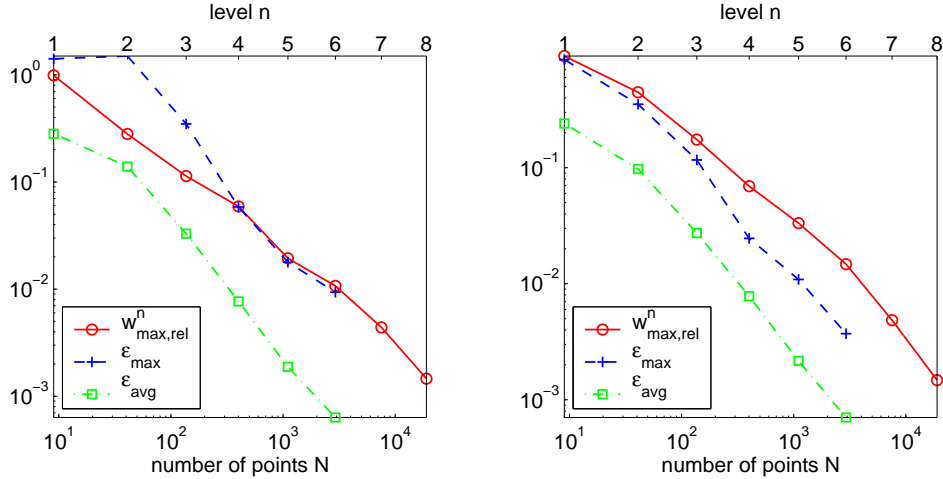 level n
1 2 3 4 5 6 7 8
10^0
10^-1
10^-2
10^-3
w^n_max,rel
ε_max
ε_avg
10^1 10^2 10^3 10^4
number of points N
level n
1 2 3 4 5 6 7 8
10^-1
10^-2
10^-3
w^n_max,rel
ε_max
ε_avg
10^1 10^2 10^3 10^4
number of points N